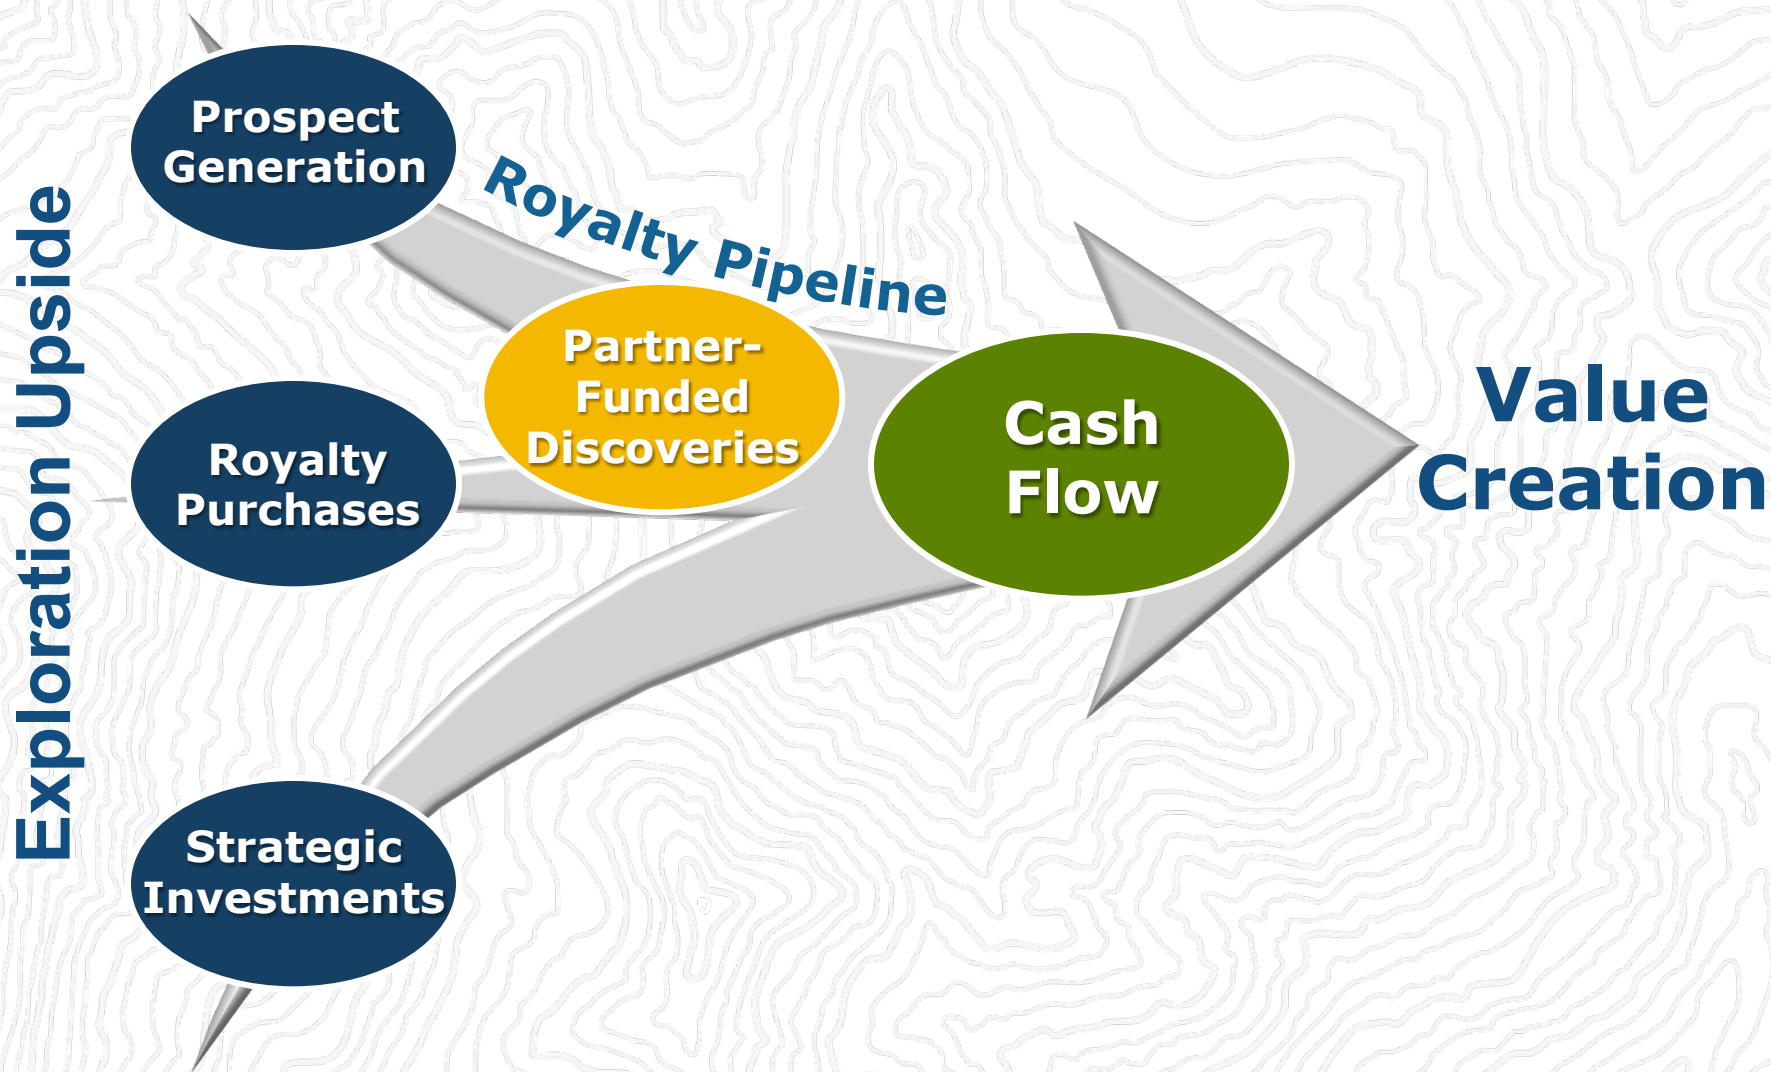 Exploration Upside
Prospect
Generation
Royalty Pipeline
Partner–
Funded
Discoveries
Royalty
Purchases
Cash
Flow
Value
Creation
Strategic
Investments